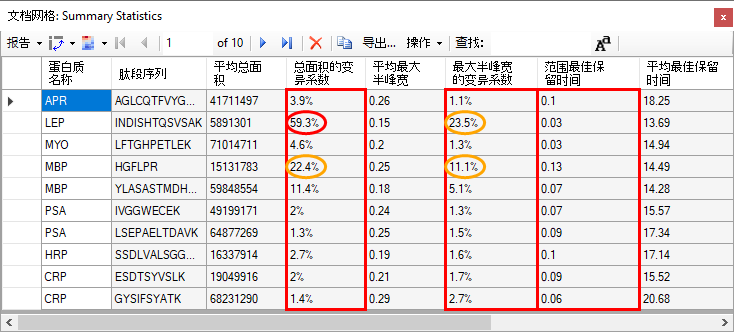 文档网格: Summary Statistics
报告 1 of 10 导出... 操作 查找:
蛋白质名称 肽段序列 平均总面积 总面积的变异系数 平均最大半峰宽 最大半峰宽的变异系数 范围最佳保留时间 平均最佳保留时间
APR AGLCQTFVYG... 41711497 3.9% 0.26 1.1% 0.1 18.25
LEP INDISHTQSVSAK 5891301 59.3% 0.15 23.5% 0.03 13.69
MYO LFTGHPETLEK 71014711 4.6% 0.2 1.3% 0.03 14.94
MBP HGFLPR 15131783 22.4% 0.25 11.1% 0.13 14.49
MBP YLASASTMDH... 59848554 11.4% 0.18 5.1% 0.07 14.28
PSA IVGGWECEK 49199171 2% 0.24 1.3% 0.07 15.57
PSA LSEPAELTDAVK 64877269 1.3% 0.25 1.5% 0.09 17.34
HRP SSDLVALSGG... 16337914 2.7% 0.19 1.6% 0.1 17.14
CRP ESDTSYVSLK 19049916 2% 0.21 1.7% 0.09 15.52
CRP GYSIFSYATK 68231290 1.4% 0.29 2.7% 0.06 20.68